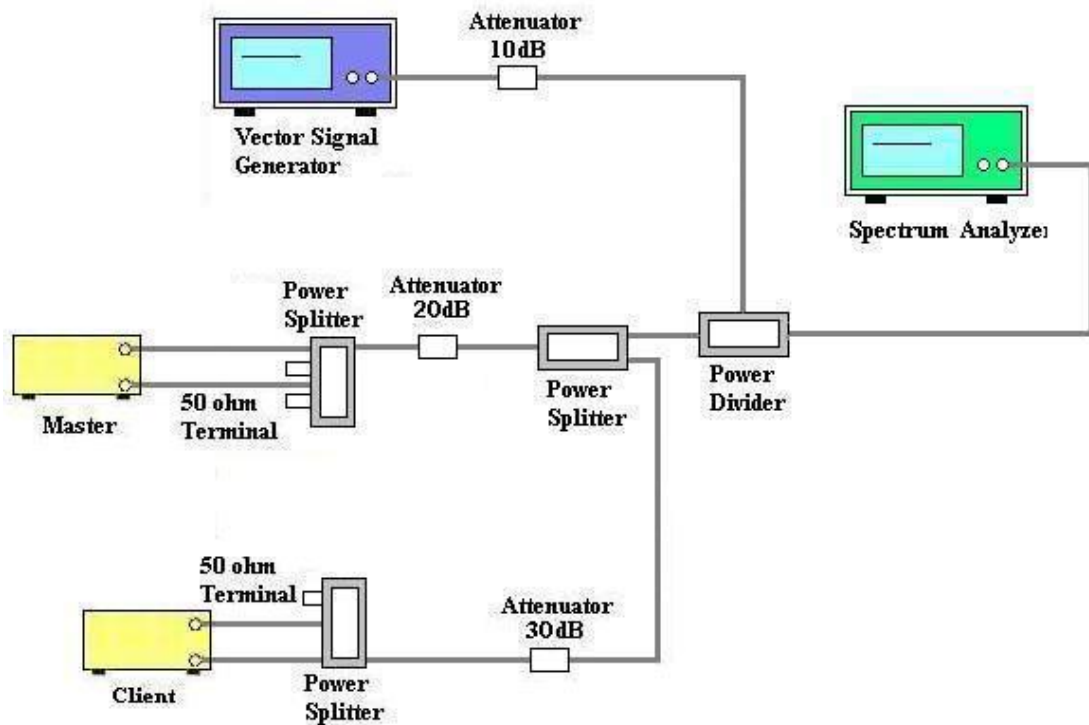 Attenuator
10dB
Vector Signal
Generator
Spectrum Analyzer
Power
Splitter
Attenuator
20dB
Power
Splitter
Power
Divider
50 ohm
Terminal
Master
50 ohm
Terminal
Attenuator
30dB
Client
Power
Splitter